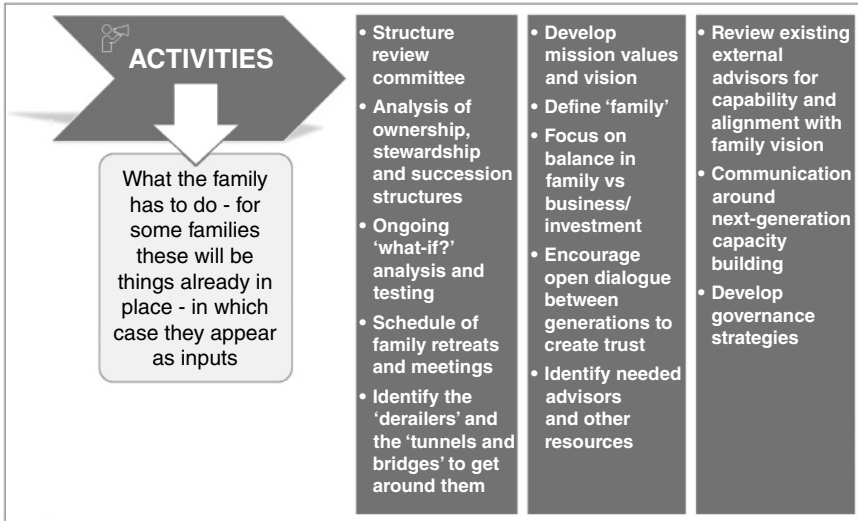 ACTIVITIES
What the family
has to do - for
some families
these will be
things already in
place - in which
case they appear
as inputs
• Structure
review
committee
• Analysis of
ownership,
stewardship
and succession
structures
• Ongoing
‘what-if?’
analysis and
testing
• Schedule of
family retreats
and meetings
• Identify the
‘derailers’ and
the ‘tunnels and
bridges’ to get
around them
• Develop
mission values
and vision
• Define ‘family’
• Focus on
balance in
family vs
business/
investment
• Encourage
open dialogue
between
generations to
create trust
• Identify needed
advisors
and other
resources
• Review existing
external
advisors for
capability and
alignment with
family vision
• Communication
around
next-generation
capacity
building
• Develop
governance
strategies